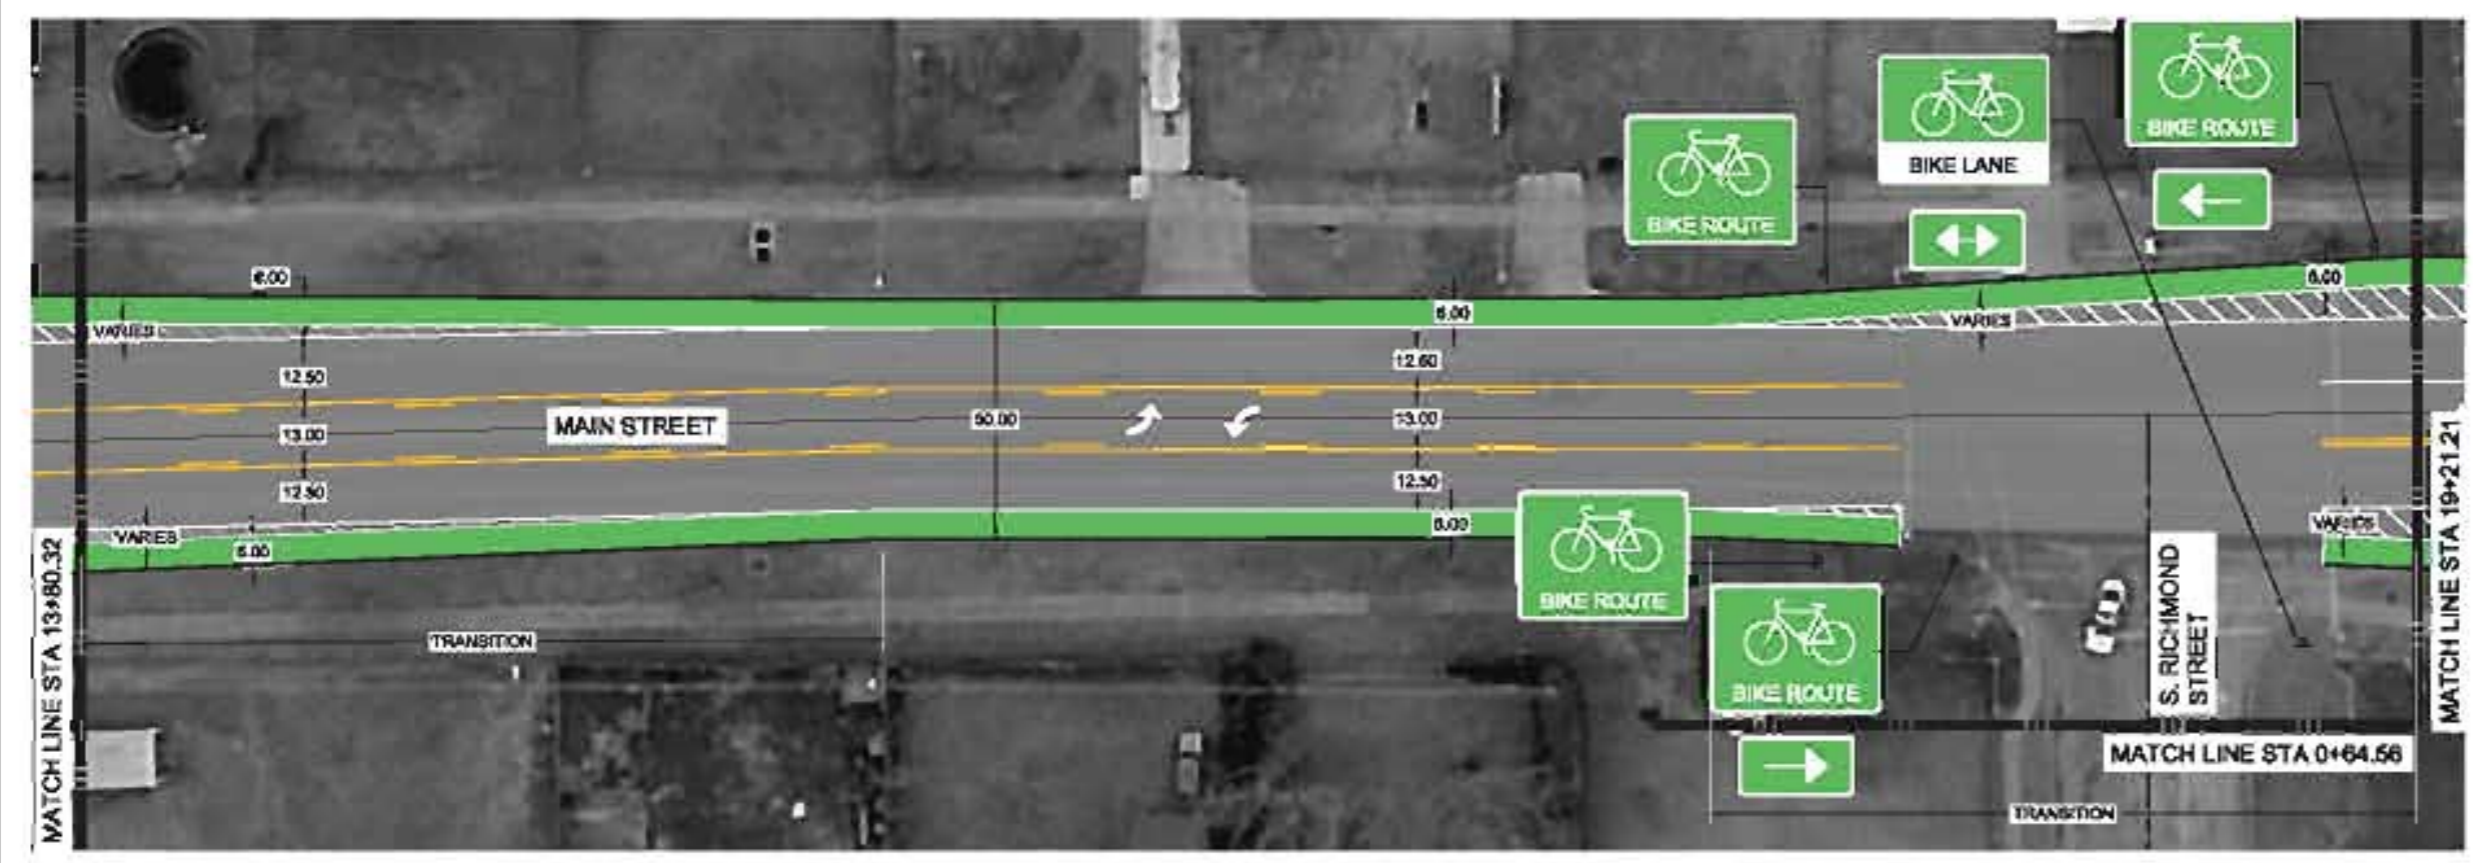 BIKE ROUTE
BIKE LANE
BIKE ROUTE
6.00
VARIES
12.50
13.00
12.50
VARIES
6.00
MAIN STREET
50.00
6.00
12.50
13.00
12.50
6.00
VARIES
6.00
VARIES
BIKE ROUTE
BIKE ROUTE
TRANSITION
TRANSITION
S. RICHMOND
STREET
MATCH LINE STA 0+64.56
MATCH LINE STA 13+80.32
MATCH LINE STA 19+21.21